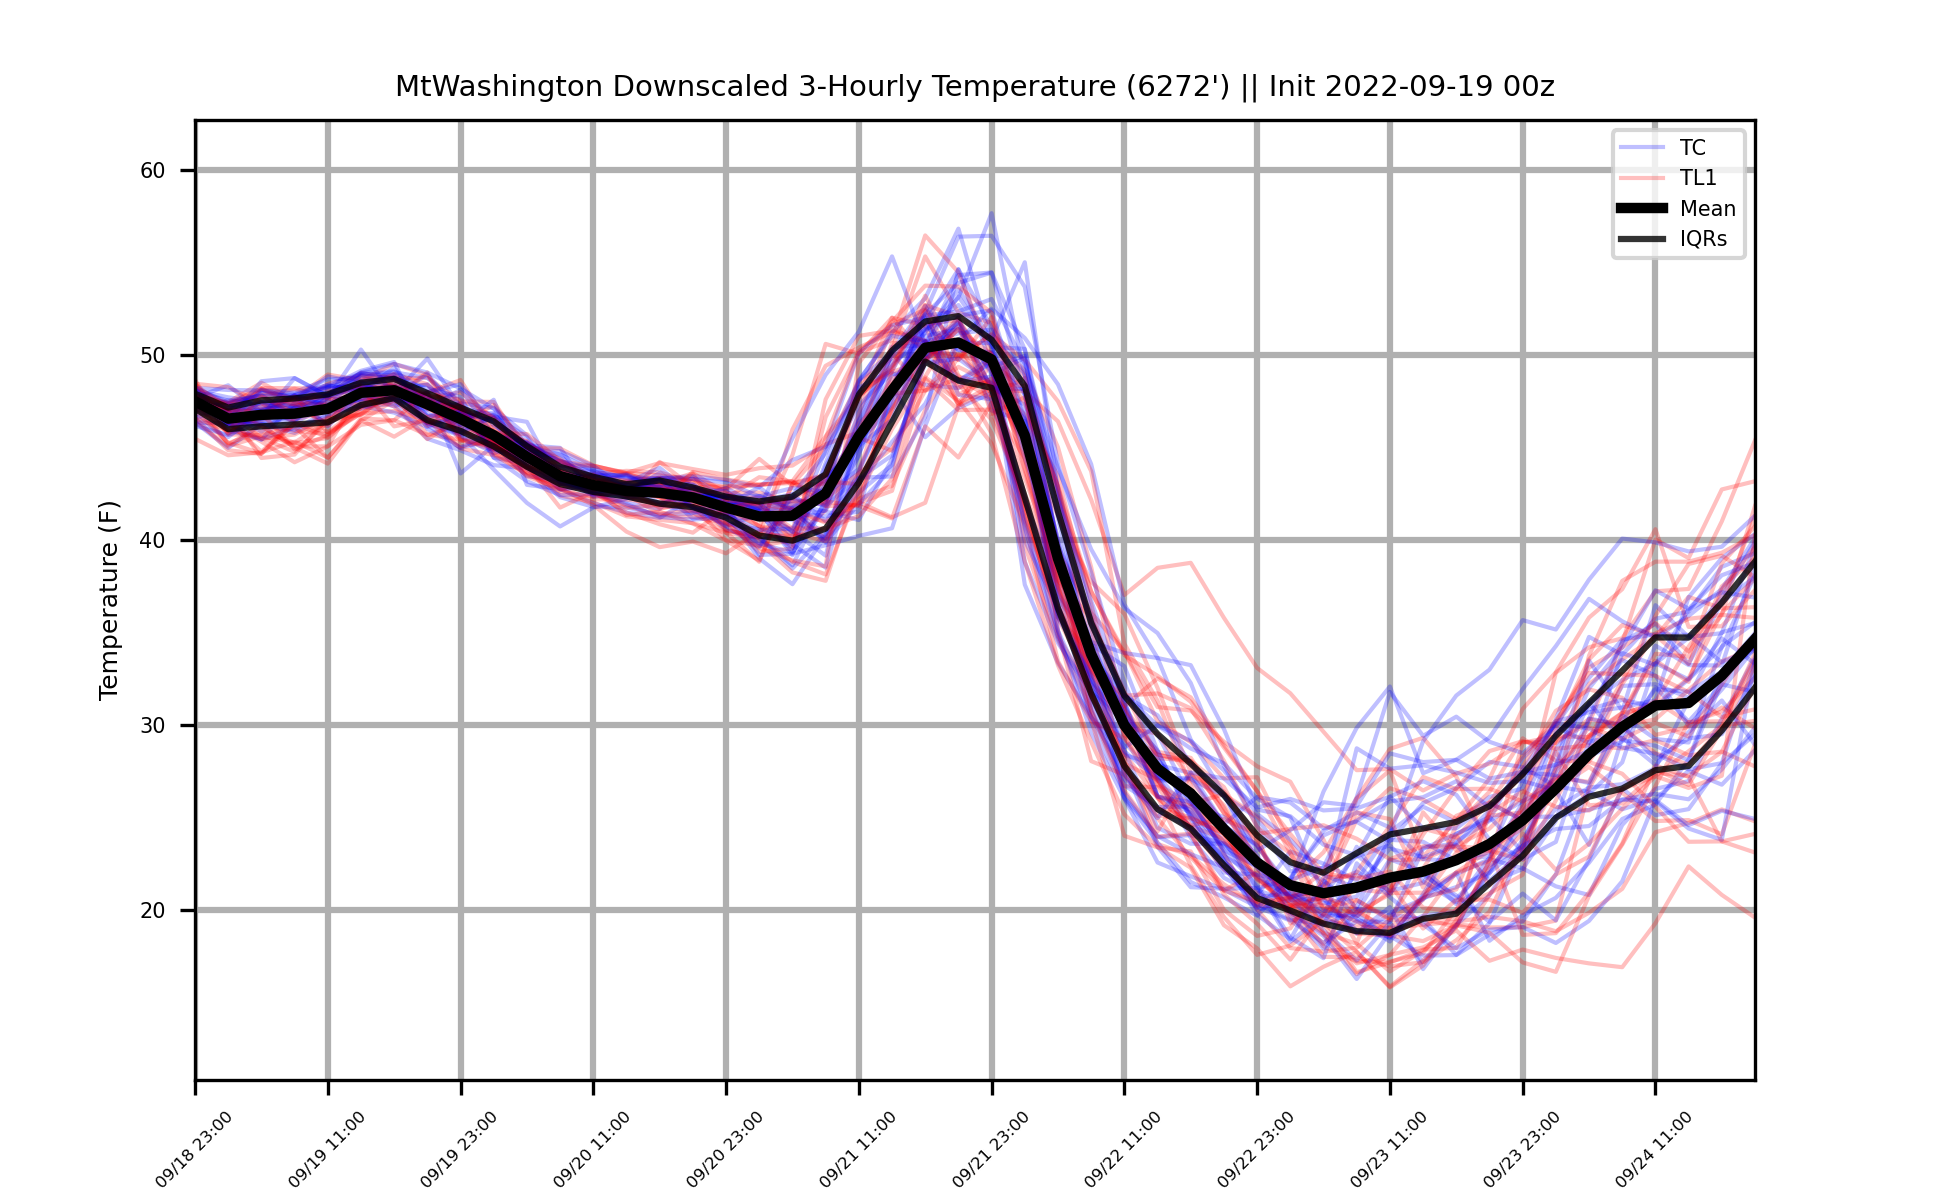 MtWashington Downscaled 3-Hourly Temperature (6272') || Init 2022-09-19 00z
TC
TL1
Mean
IQRs
Temperature (F)
60
50
40
30
20
09/18 23:00
09/19 11:00
09/19 23:00
09/20 11:00
09/20 23:00
09/21 11:00
09/21 23:00
09/22 11:00
09/22 23:00
09/23 11:00
09/23 23:00
09/24 11:00